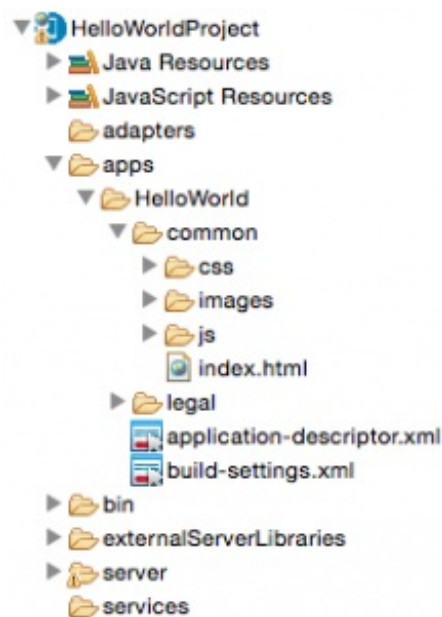 HelloWorldProject
Java Resources
JavaScript Resources
adapters
apps
HelloWorld
common
css
images
js
index.html
legal
application-descriptor.xml
build-settings.xml
bin
externalServerLibraries
server
services